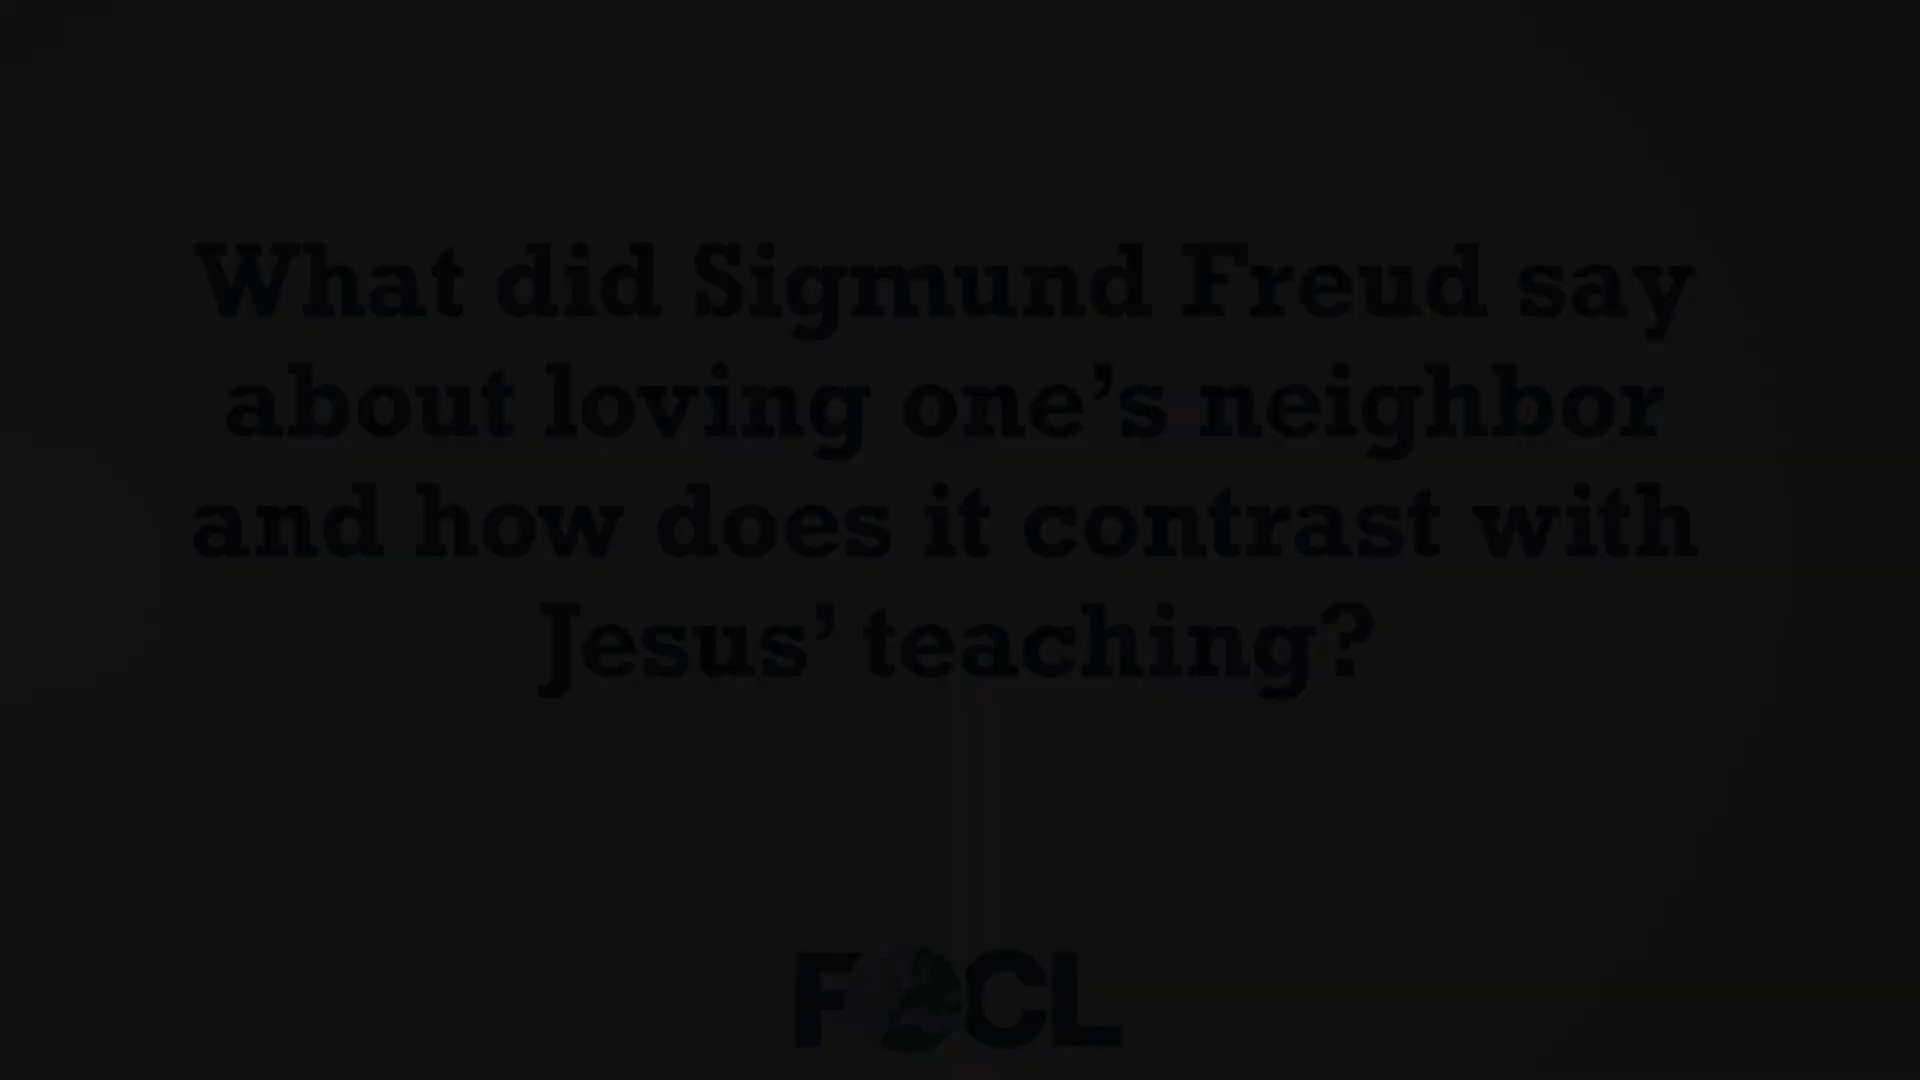 What did Sigmund Freud say
about loving one’s neighbor
and how does it contrast with
Jesus’ teaching?
FOCL